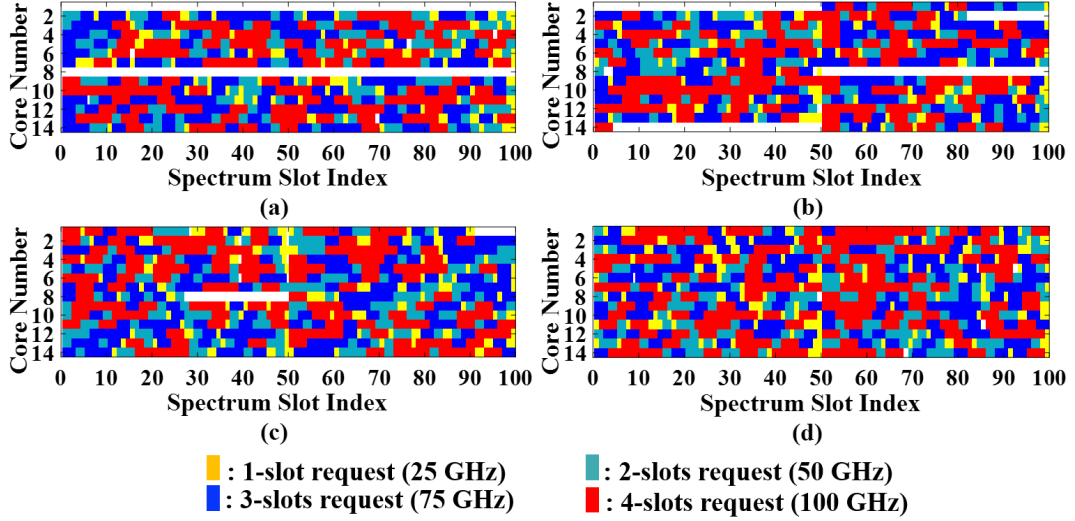 Core Number
2
4
6
8
10
12
14
0 10 20 30 40 50 60 70 80 90 100
Spectrum Slot Index
(a)
Core Number
2
4
6
8
10
12
14
0 10 20 30 40 50 60 70 80 90 100
Spectrum Slot Index
(b)
Core Number
2
4
6
8
10
12
14
0 10 20 30 40 50 60 70 80 90 100
Spectrum Slot Index
(c)
Core Number
2
4
6
8
10
12
14
0 10 20 30 40 50 60 70 80 90 100
Spectrum Slot Index
(d)
: 1-slot request (25 GHz)
: 2-slots request (50 GHz)
: 3-slots request (75 GHz)
: 4-slots request (100 GHz)